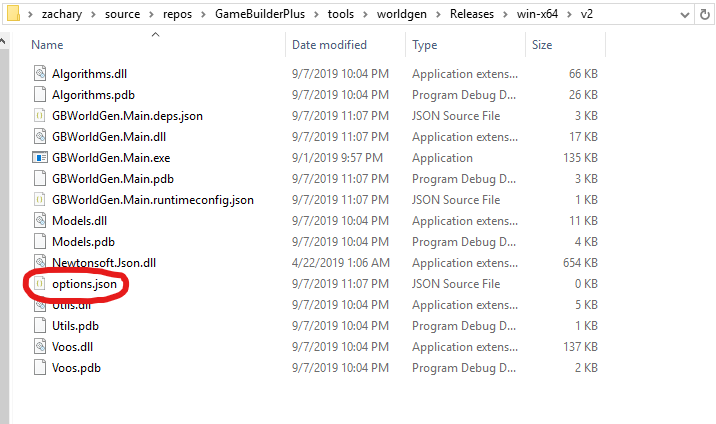 zachary > source > repos > GameBuilderPlus > tools > worldgen > Releases > win-x64 > v2
Name Date modified Type Size
Algorithms.dll 9/7/2019 10:04 PM Application extens... 66 KB
Algorithms.pdb 9/7/2019 10:04 PM Program Debug D... 26 KB
GBWorldGen.Main.deps.json 9/7/2019 11:07 PM JSON Source File 3 KB
GBWorldGen.Main.dll 9/7/2019 11:07 PM Application extens... 17 KB
GBWorldGen.Main.exe 9/1/2019 9:57 PM Application 135 KB
GBWorldGen.Main.pdb 9/7/2019 11:07 PM Program Debug D... 3 KB
GBWorldGen.Main.runtimeconfig.json 9/7/2019 11:07 PM JSON Source File 1 KB
Models.dll 9/7/2019 10:04 PM Application extens... 11 KB
Models.pdb 9/7/2019 10:04 PM Program Debug D... 4 KB
Newtonsoft.Json.dll 4/22/2019 1:06 AM Application extens... 654 KB
options.json 9/7/2019 11:07 PM JSON Source File 0 KB
Utils.dll 9/7/2019 10:04 PM Application extens... 5 KB
Utils.pdb 9/7/2019 10:04 PM Program Debug D... 1 KB
Voos.dll 9/7/2019 10:04 PM Application extens... 137 KB
Voos.pdb 9/7/2019 10:04 PM Program Debug D... 2 KB